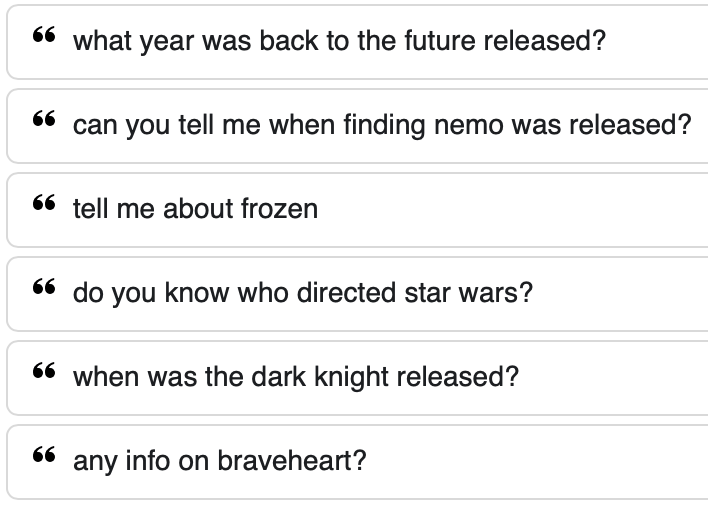 ❝ what year was back to the future released?
❝ can you tell me when finding nemo was released?
❝ tell me about frozen
❝ do you know who directed star wars?
❝ when was the dark knight released?
❝ any info on braveheart?